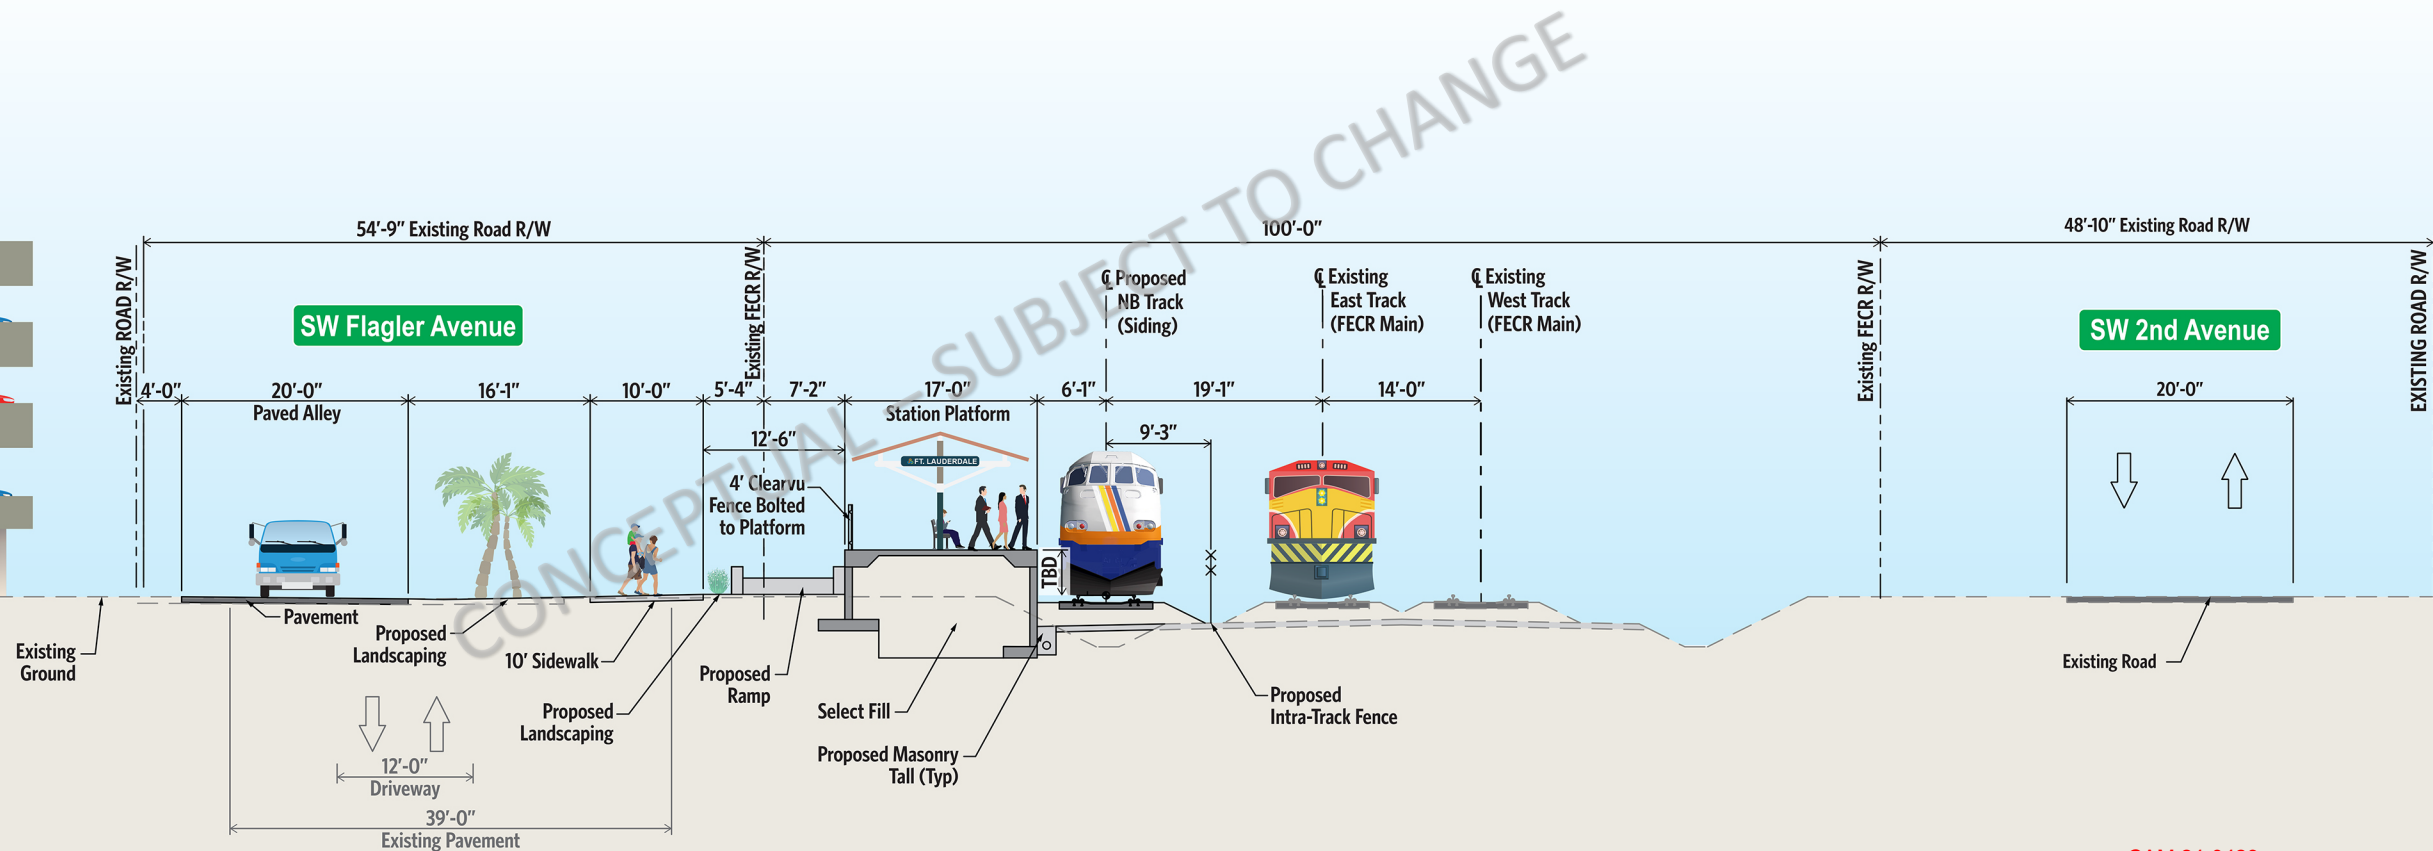 CONCEPTUAL – SUBJECT TO CHANGE
54'-9" Existing Road R/W
100'-0"
48'-10" Existing Road R/W
Existing ROAD R/W
Existing FECR R/W
Existing FECR R/W
EXISTING ROAD R/W
SW Flagler Avenue
SW 2nd Avenue
℄ Proposed
NB Track
(Siding)
℄ Existing
East Track
(FECR Main)
℄ Existing
West Track
(FECR Main)
4'-0"
20'-0"
Paved Alley
16'-1"
10'-0"
5'-4"
7'-2"
17'-0"
Station Platform
6'-1"
19'-1"
14'-0"
20'-0"
12'-6"
9'-3"
FT. LAUDERDALE
4' Clearvu
Fence Bolted
to Platform
TBD
Pavement
Existing
Ground
Proposed
Landscaping
10' Sidewalk
Proposed
Landscaping
Proposed
Ramp
Select Fill
Proposed Masonry
Tall (Typ)
Proposed
Intra-Track Fence
Existing Road
12'-0"
Driveway
39'-0"
Existing Pavement